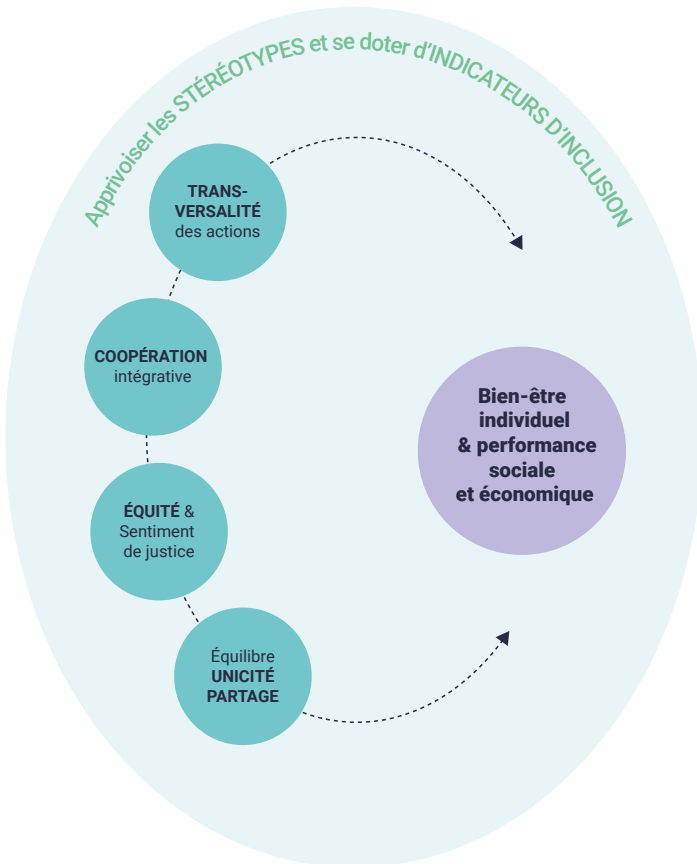 Apprivoiser les STÉRÉOTYPES et se doter d'INDICATEURS D'INCLUSION
TRANS-
VERSALITÉ
des actions
COOPÉRATION
intégrative
ÉQUITÉ &
Sentiment
de justice
Équilibre
UNICITÉ
PARTAGE
Bien-être
individuel
& performance
sociale
et économique